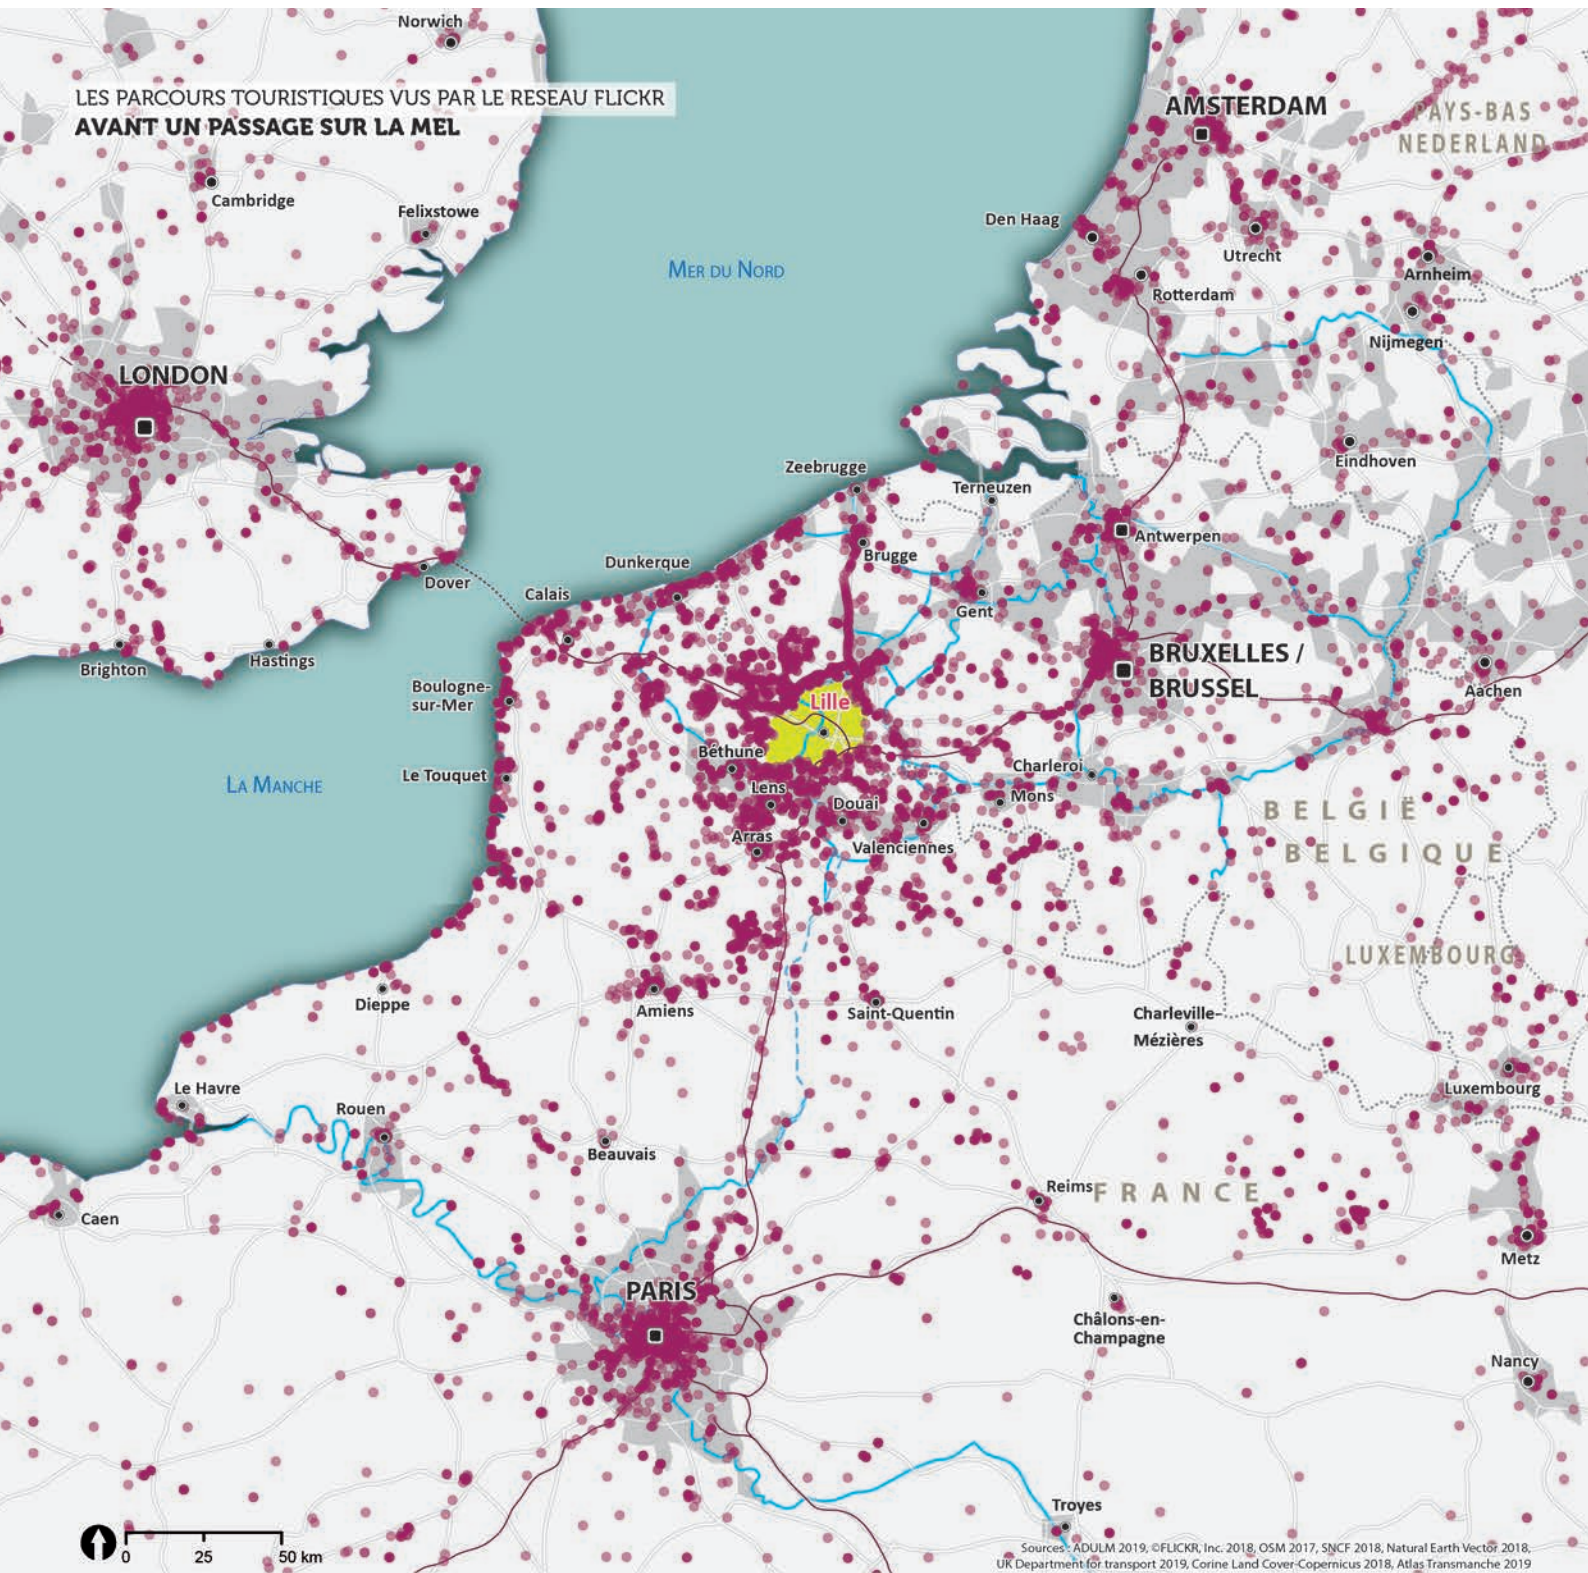 Norwich
LES PARCOURS TOURISTIQUES VUS PAR LE RESEAU FLICKR
AVANT UN PASSAGE SUR LA MEL
AMSTERDAM
PAYS-BAS
NEDERLAND
Cambridge
Felixstowe
Den Haag
Utrecht
MER DU NORD
Arnheim
Rotterdam
Nijmegen
LONDON
Eindhoven
Zeebrugge
Terneuzen
Antwerpen
Brugge
Dunkerque
Dover
Calais
Gent
BRUXELLES /
BRUSSEL
Brighton
Hastings
Aachen
Boulogne-
sur-Mer
Lille
Béthune
Le Touquet
Charleroi
LA MANCHE
Lens
Mons
Douai
BELGIË
BELGIQUE
Arras
Valenciennes
LUXEMBOURG
Dieppe
Amiens
Saint-Quentin
Charleville-
Mézières
Le Havre
Luxembourg
Rouen
Beauvais
Reims
FRANCE
Caen
Metz
PARIS
Châlons-en-
Champagne
Nancy
Troyes
0 25 50 km
Sources : ADULM 2019, ©FLICKR, Inc. 2018, OSM 2017, SNCF 2018, Natural Earth Vector 2018,
UK Department for transport 2019, Corine Land Cover-Copernicus 2018, Atlas Transmanche 2019